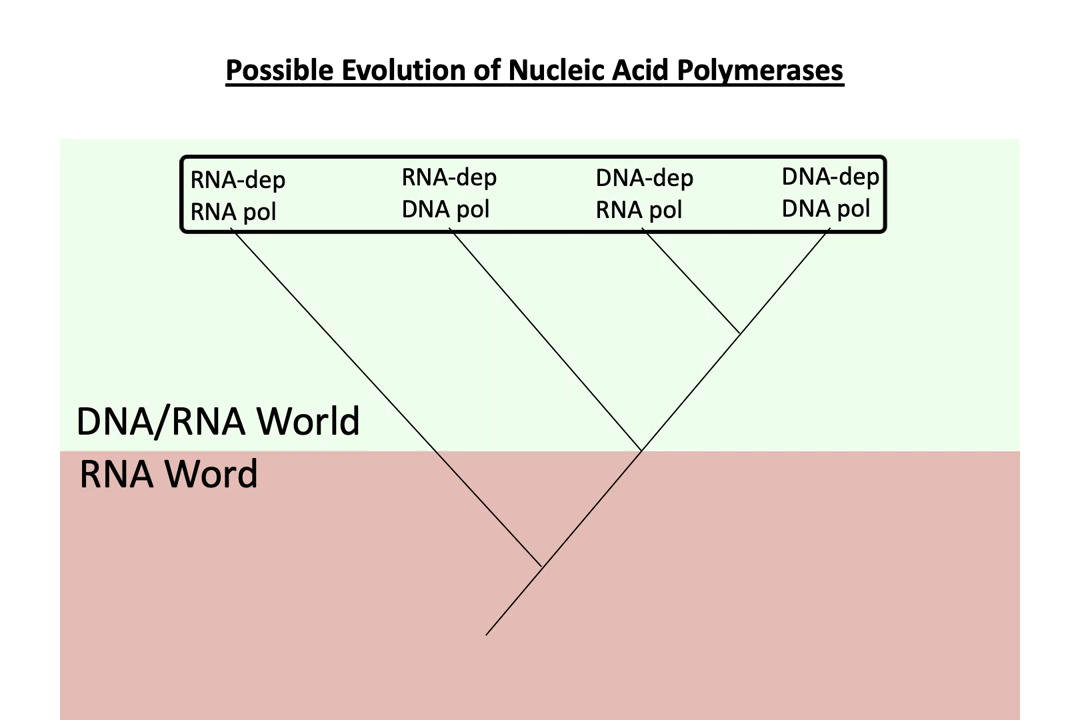 Possible Evolution of Nucleic Acid Polymerases
RNA-dep
RNA pol
RNA-dep
DNA pol
DNA-dep
RNA pol
DNA-dep
DNA pol
DNA/RNA World
RNA Word